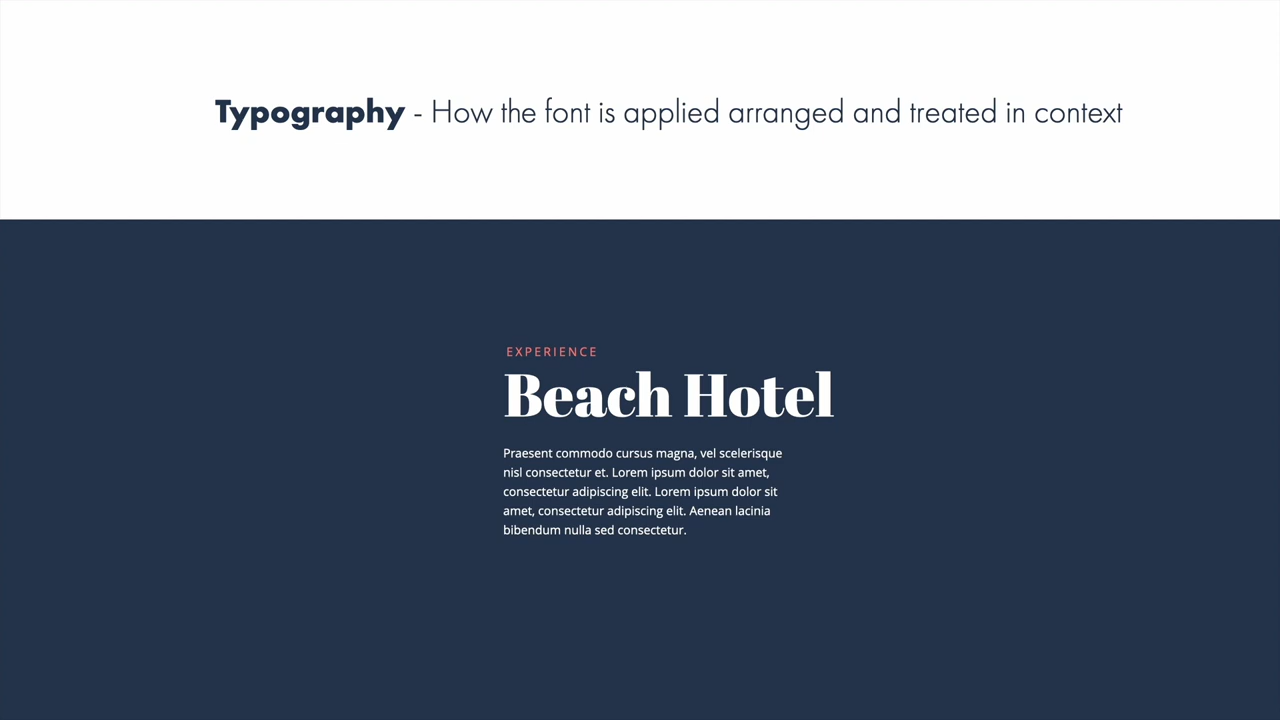 Typography - How the font is applied arranged and treated in context
EXPERIENCE
Beach Hotel
Praesent commodo cursus magna, vel scelerisque
nisl consectetur et. Lorem ipsum dolor sit amet,
consectetur adipiscing elit. Lorem ipsum dolor sit
amet, consectetur adipiscing elit. Aenean lacinia
bibendum nulla sed consectetur.